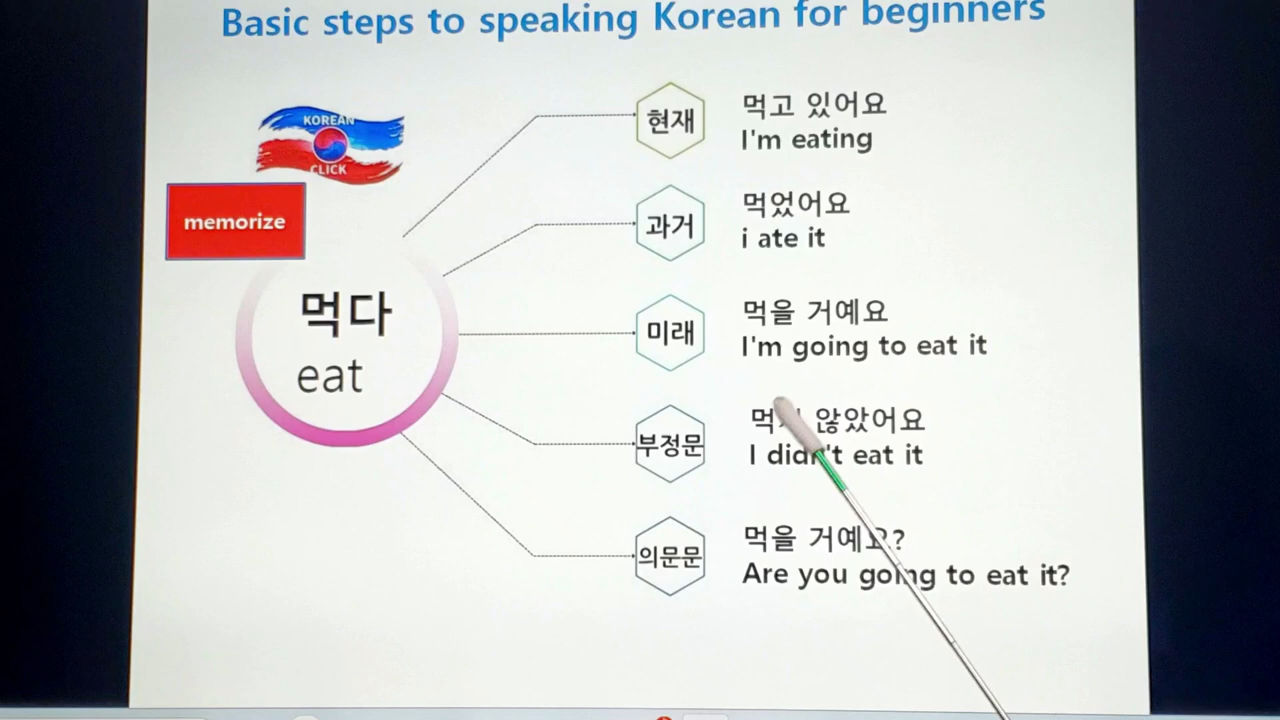 Basic steps to speaking Korean for beginners
KOREAN
CLICK
memorize
먹다
eat
현재
먹고 있어요
I'm eating
과거
먹었어요
i ate it
미래
먹을 거예요
I'm going to eat it
부정문
않았어요
I didn't eat it
의문문
먹을 거예요?
Are you going to eat it?